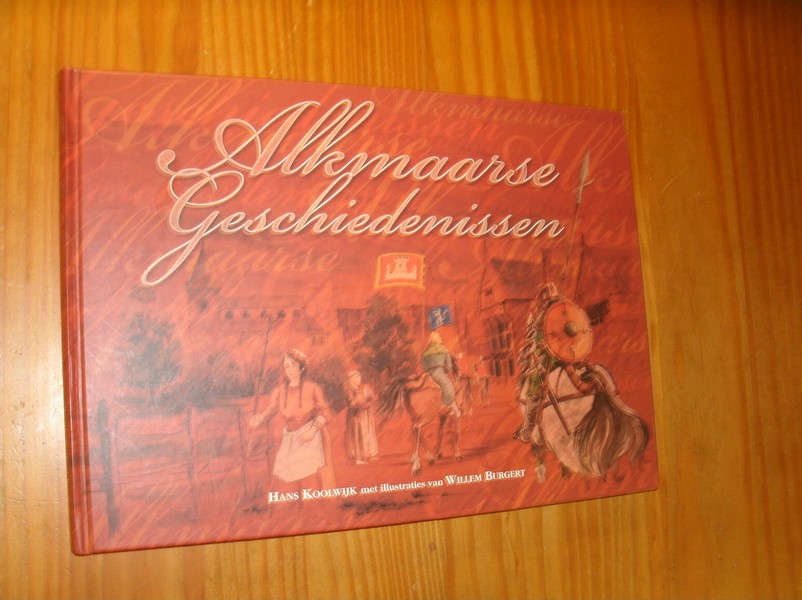 Alkmaarse
Geschiedenissen
HANS KOOLWIJK met illustraties van WILLEM BURGERT